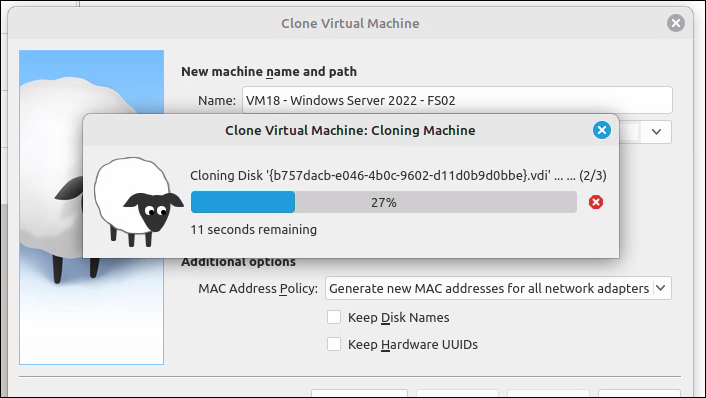 Clone Virtual Machine
New machine name and path
Name: VM18 - Windows Server 2022 - FS02
Clone Virtual Machine: Cloning Machine
Cloning Disk '{b757dacb-e046-4b0c-9602-d11d0b9d0bbe}.vdi' ... ... (2/3)
27%
11 seconds remaining
Additional options
MAC Address Policy: Generate new MAC addresses for all network adapters
Keep Disk Names
Keep Hardware UUIDs